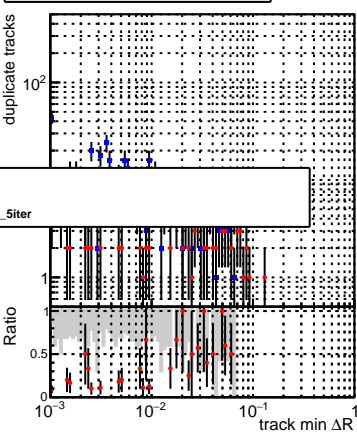 duplicate tracks
10²
_5iter
1
Ratio
1
0.5
0
10⁻³ 10⁻² 10⁻¹ 1
track min ΔR